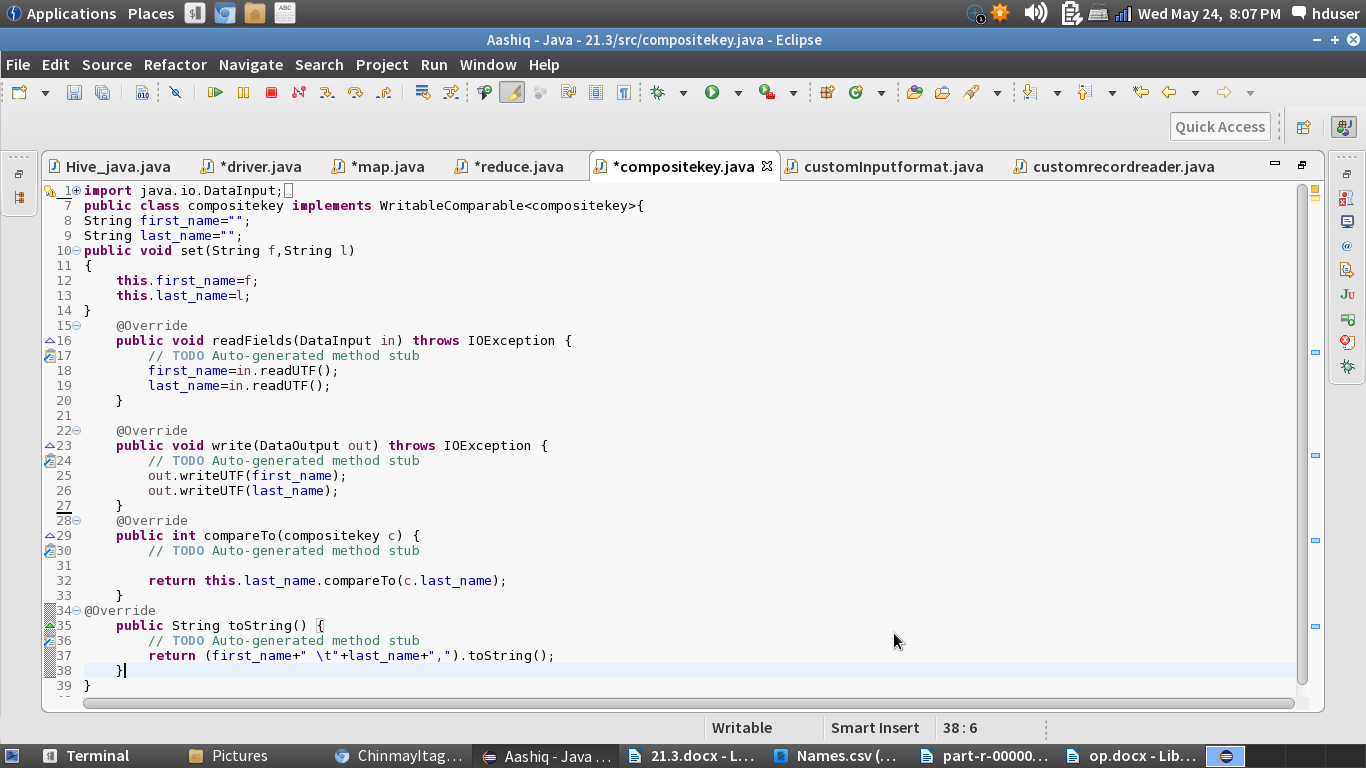 Applications Places Wed May 24, 8:07 PM hduser
Aashiq - Java - 21.3/src/compositekey.java - Eclipse
File Edit Source Refactor Navigate Search Project Run Window Help
Quick Access
Hive_java.java *driver.java *map.java *reduce.java *compositekey.java customInputformat.java customrecordreader.java
1 import java.io.DataInput;
7 public class compositekey implements WritableComparable<compositekey>{
8 String first_name="";
9 String last_name="";
10 public void set(String f,String l)
11 {
12     this.first_name=f;
13     this.last_name=l;
14 }
15     @Override
16     public void readFields(DataInput in) throws IOException {
17         // TODO Auto-generated method stub
18         first_name=in.readUTF();
19         last_name=in.readUTF();
20     }
21
22     @Override
23     public void write(DataOutput out) throws IOException {
24         // TODO Auto-generated method stub
25         out.writeUTF(first_name);
26         out.writeUTF(last_name);
27     }
28     @Override
29     public int compareTo(compositekey c) {
30         // TODO Auto-generated method stub
31
32         return this.last_name.compareTo(c.last_name);
33     }
34 @Override
35     public String toString() {
36         // TODO Auto-generated method stub
37         return (first_name+" \t"+last_name+",").toString();
38     }
39 }
Writable Smart Insert 38 : 6
Terminal Pictures ChinmayItag... Aashiq - Java ... 21.3.docx - L... Names.csv (... part-r-00000... op.docx - Lib...